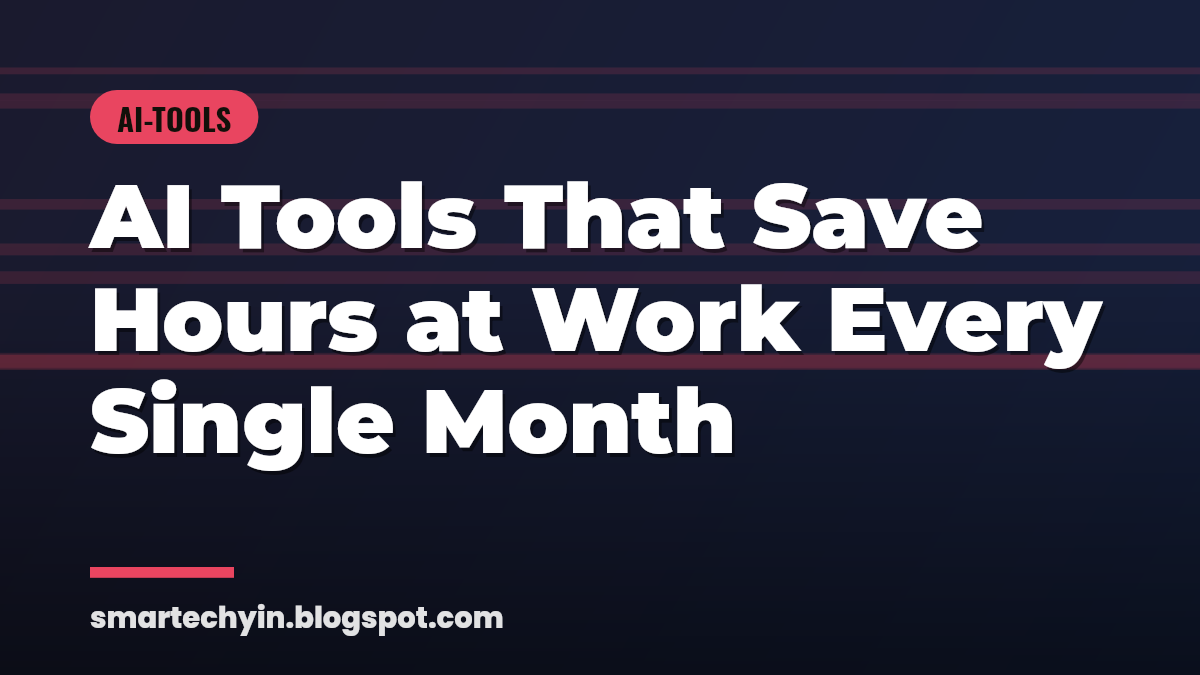 AI-TOOLS
AI Tools That Save
Hours at Work Every
Single Month
smartechyin.blogspot.com